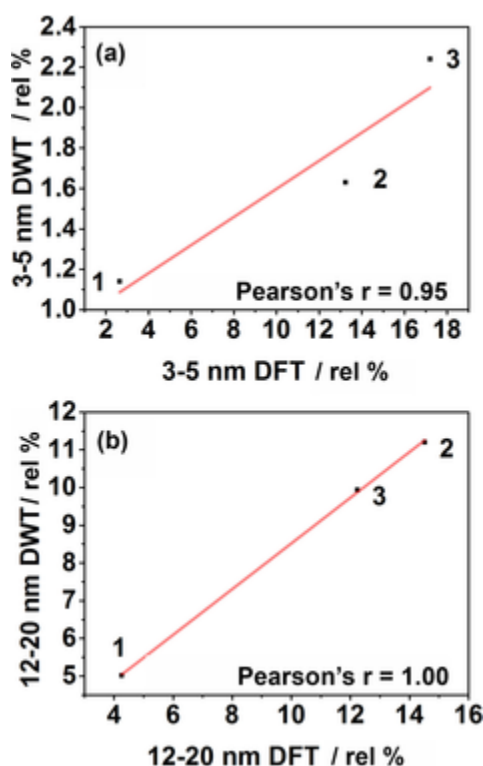 (a)
3
2
1
Pearson's r = 0.95
2.4
2.2
2.0
1.8
1.6
1.4
1.2
1.0
3-5 nm DWT / rel %
2 4 6 8 10 12 14 16 18
3-5 nm DFT / rel %
(b)
2
3
1
Pearson's r = 1.00
12
11
10
9
8
7
6
5
12-20 nm DWT/ rel %
4 6 8 10 12 14 16
12-20 nm DFT / rel %